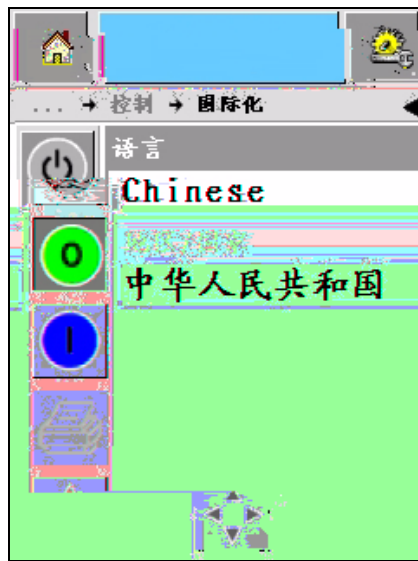 ... → 控制 → 国际化
语言
Chinese
中华人民共和国
O
I